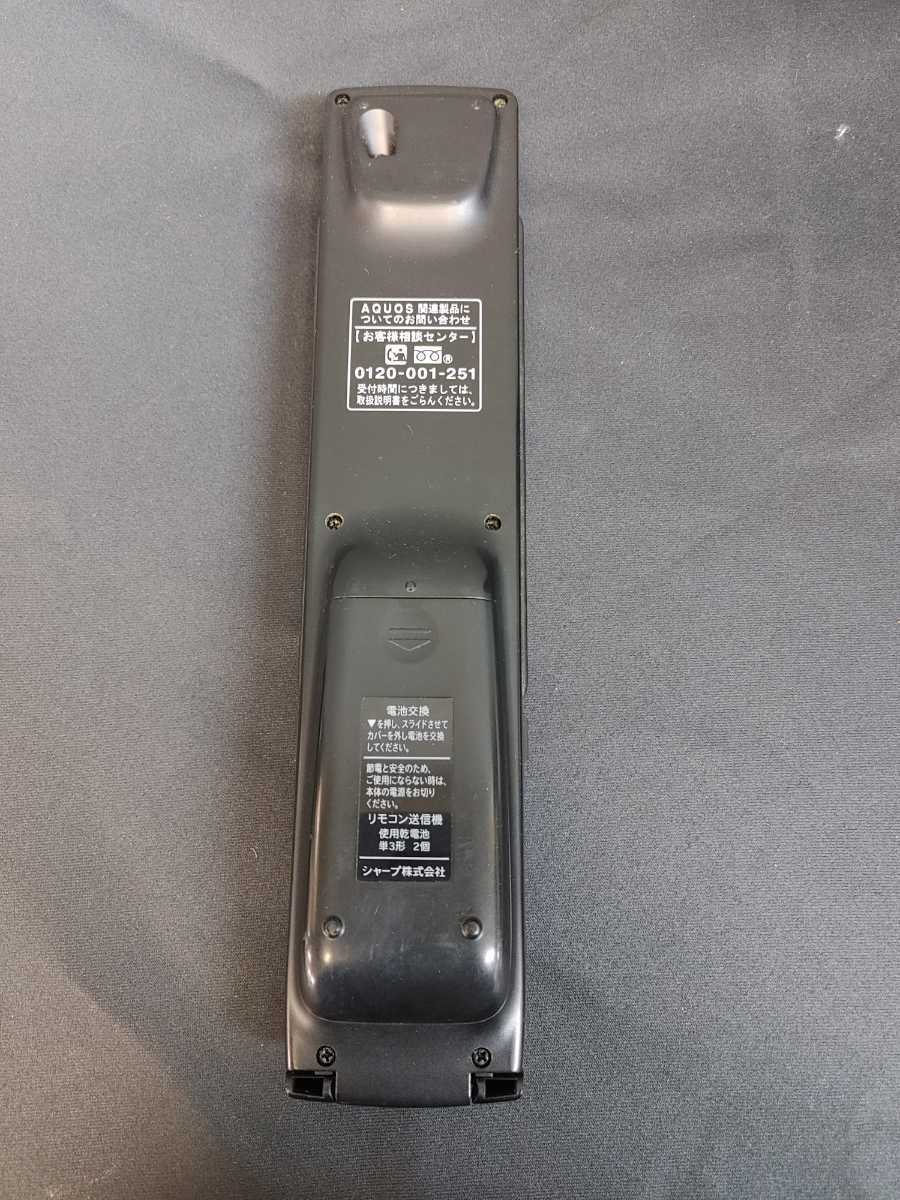 AQUOS 関連製品に
ついてのお問い合わせ
【お客様相談センター】
®
0120-001-251
受付時間につきましては、
取扱説明書をごらんください。
電池交換
▼を押し、スライドさせて
カバーを外し電池を交換
してください。
節電と安全のため、
ご使用にならない時は、
本体の電源をお切り
ください。
リモコン送信機
使用乾電池
単3形 2個
シャープ株式会社